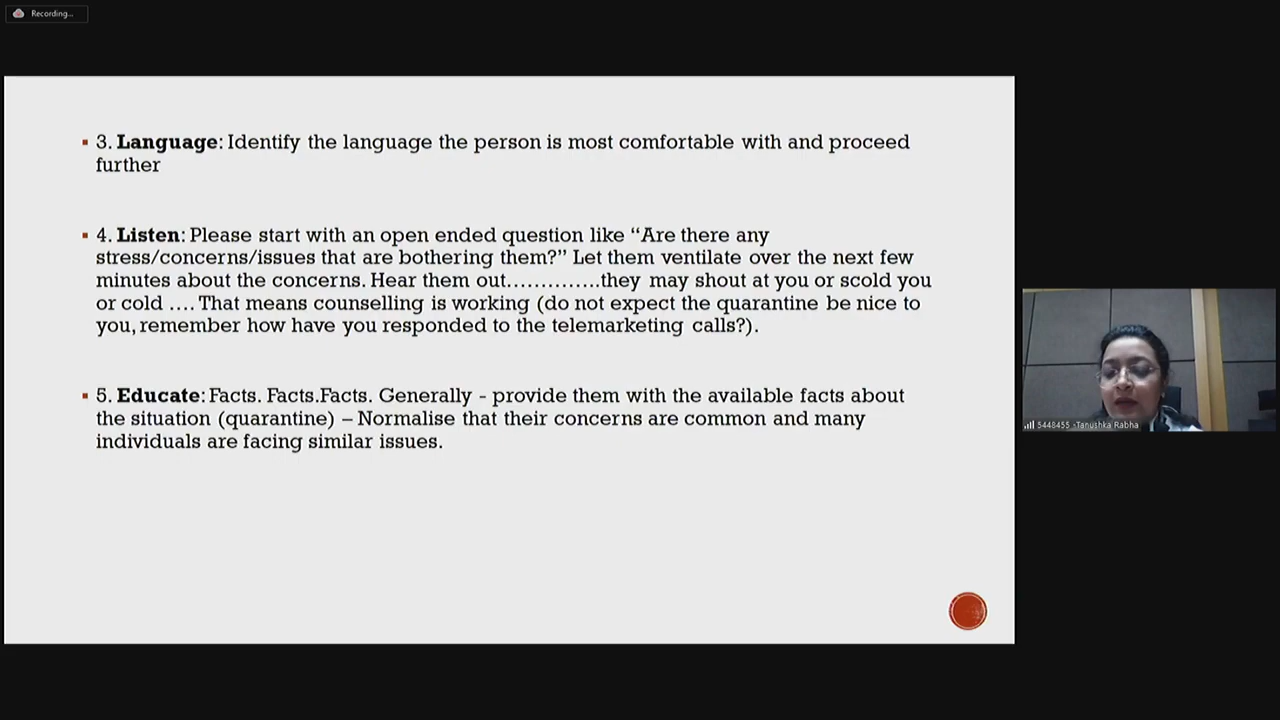 Recording...
3. Language: Identify the language the person is most comfortable with and proceed
further
4. Listen: Please start with an open ended question like “Are there any
stress/concerns/issues that are bothering them?” Let them ventilate over the next few
minutes about the concerns. Hear them out…………..they may shout at you or scold you
or cold …. That means counselling is working (do not expect the quarantine be nice to
you, remember how have you responded to the telemarketing calls?).
5. Educate: Facts. Facts.Facts. Generally - provide them with the available facts about
the situation (quarantine) – Normalise that their concerns are common and many
individuals are facing similar issues.
5448455 -Tanushka Rabha